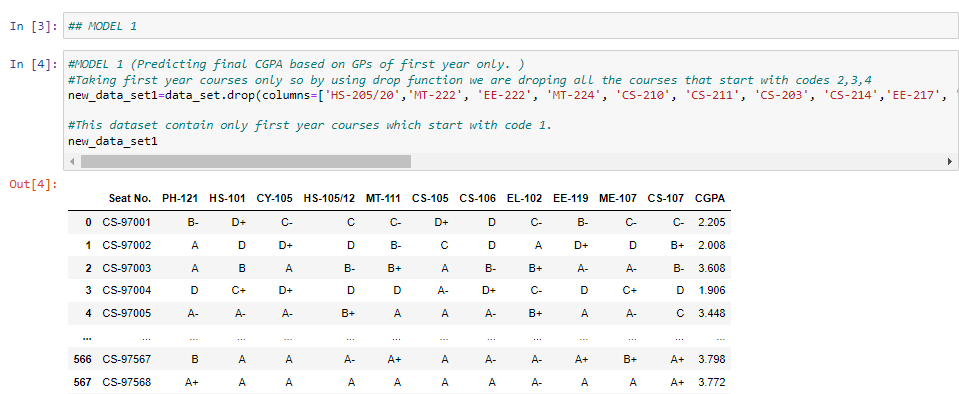 In [3]: ## MODEL 1
In [4]: #MODEL 1 (Predicting final CGPA based on GPs of first year only. )
#Taking first year courses only so by using drop function we are droping all the courses that start with codes 2,3,4
new_data_set1=data_set.drop(columns=['HS-205/20','MT-222', 'EE-222', 'MT-224', 'CS-210', 'CS-211', 'CS-203', 'CS-214','EE-217', '
#This dataset contain only first year courses which start with code 1.
new_data_set1
Out[4]:
Seat No. PH-121 HS-101 CY-105 HS-105/12 MT-111 CS-105 CS-106 EL-102 EE-119 ME-107 CS-107 CGPA
0 CS-97001 B- D+ C- C C- D+ D C- B- C- C- 2.205
1 CS-97002 A D D+ D B- C D A D+ D B+ 2.008
2 CS-97003 A B A B- B+ A B- B+ A- A- B- 3.608
3 CS-97004 D C+ D+ D D A- D+ C- D C+ D 1.906
4 CS-97005 A- A- A- B+ A A A- B+ A A- C 3.448
... ... ... ... ... ... ... ... ... ... ... ... ... ...
566 CS-97567 B A A A- A+ A A- A- A+ B+ A+ 3.798
567 CS-97568 A+ A A A A A A A- A A A+ 3.772